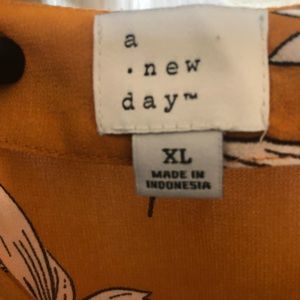 a
· new
day™
XL
MADE IN
INDONESIA